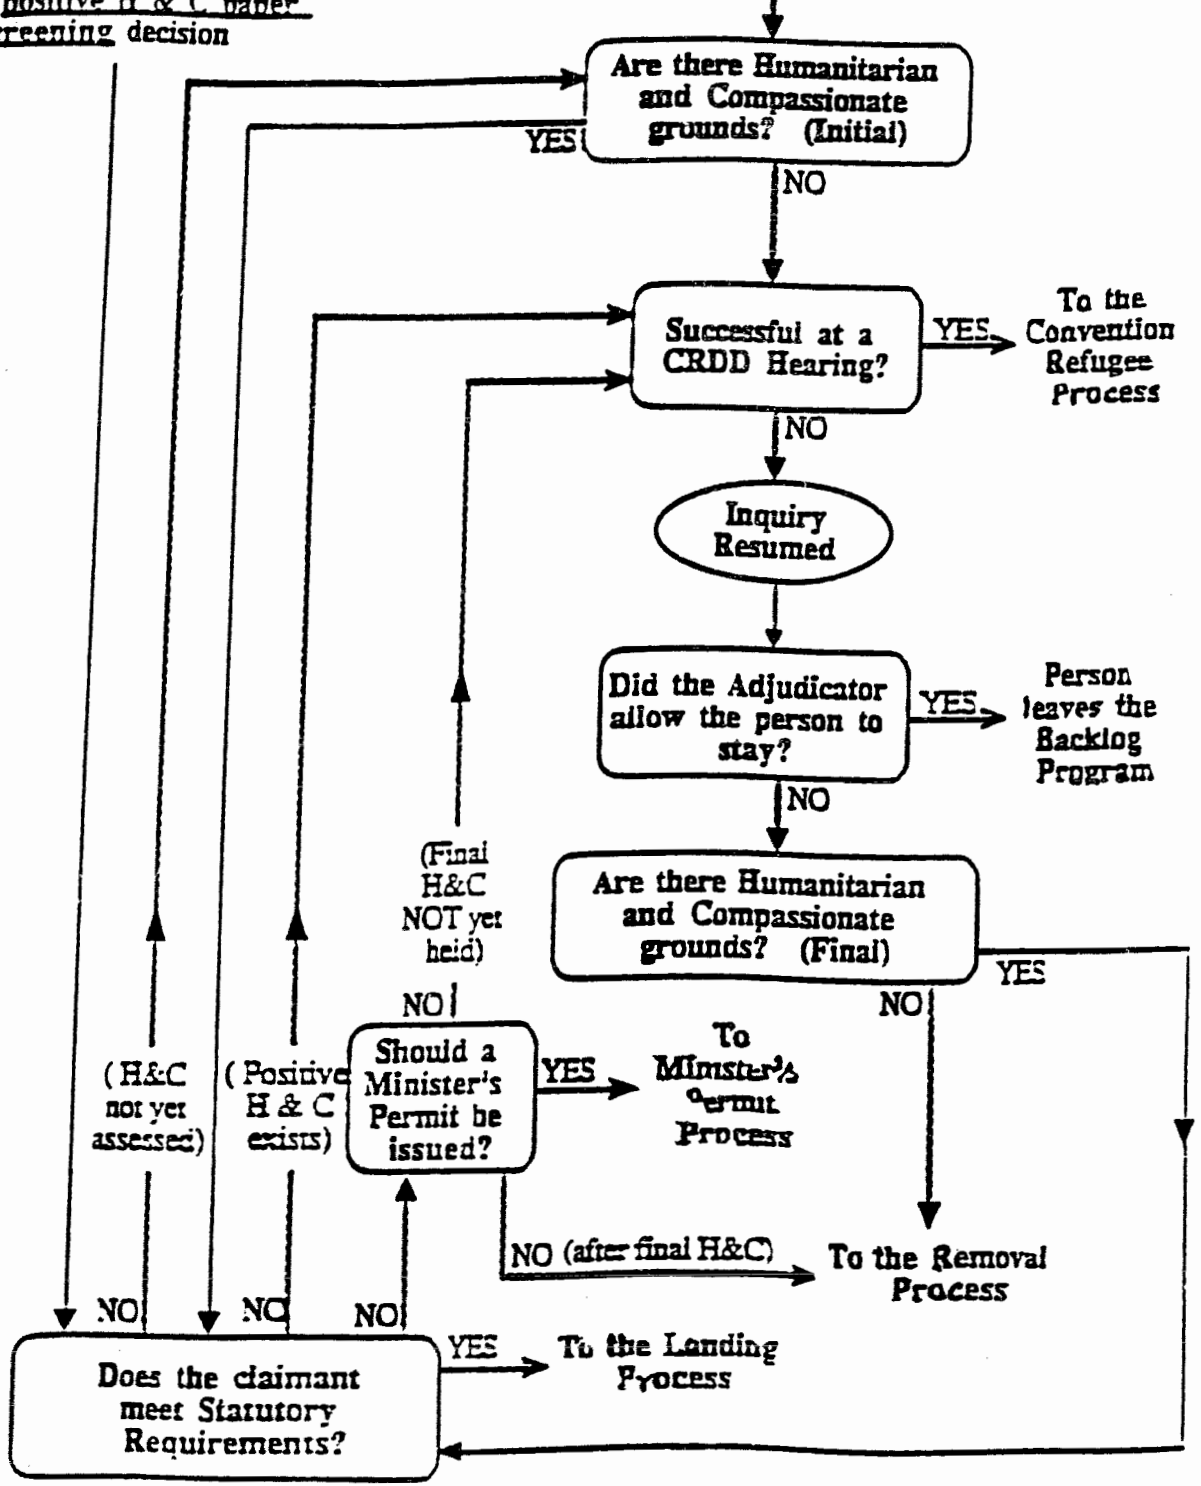 positive H & C paper
screening decision
Are there Humanitarian
and Compassionate
grounds? (Initial)
YES
NO
Successful at a
CRDD Hearing?
YES
To the
Convention
Refugee
Process
NO
Inquiry
Resumed
Did the Adjudicator
allow the person to
stay?
YES
Person
leaves the
Backlog
Program
NO
Are there Humanitarian
and Compassionate
grounds? (Final)
YES
NO
(Final
H&C
NOT yet
held)
NO
Should a
Minister's
Permit be
issued?
YES
To
Minister's
Permit
Process
(H&C
not yet
assessed)
(Positive
H & C
exists)
NO (after final H&C)
To the Removal
Process
NO
NO
NO
Does the claimant
meet Statutory
Requirements?
YES
To the Landing
Process